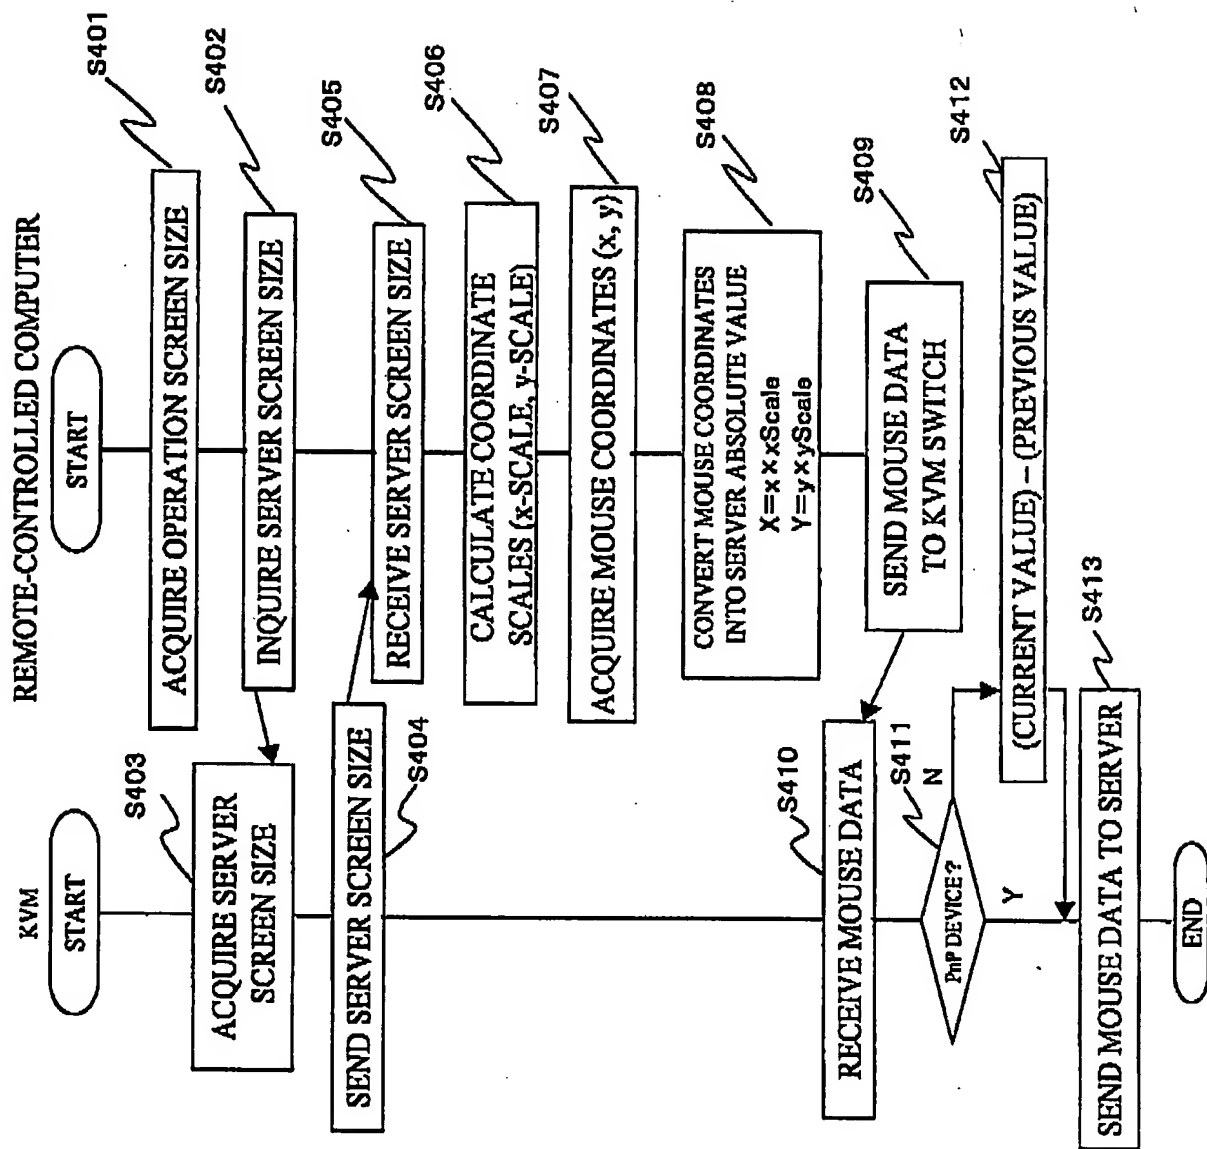 REMOTE-CONTROLLED COMPUTER
START
ACQUIRE OPERATION SCREEN SIZE
S401
INQUIRE SERVER SCREEN SIZE
S402
RECEIVE SERVER SCREEN SIZE
S405
CALCULATE COORDINATE
SCALES (x-SCALE, y-SCALE)
S406
ACQUIRE MOUSE COORDINATES (x, y)
S407
CONVERT MOUSE COORDINATES
INTO SERVER ABSOLUTE VALUE
X=x×xScale
Y=y×yScale
S408
SEND MOUSE DATA
TO KVM SWITCH
S409
KVM
START
ACQUIRE SERVER
SCREEN SIZE
S403
SEND SERVER SCREEN SIZE
S404
RECEIVE MOUSE DATA
S410
PnP DEVICE?
S411
N
Y
(CURRENT VALUE) – (PREVIOUS VALUE)
S412
SEND MOUSE DATA TO SERVER
S413
END